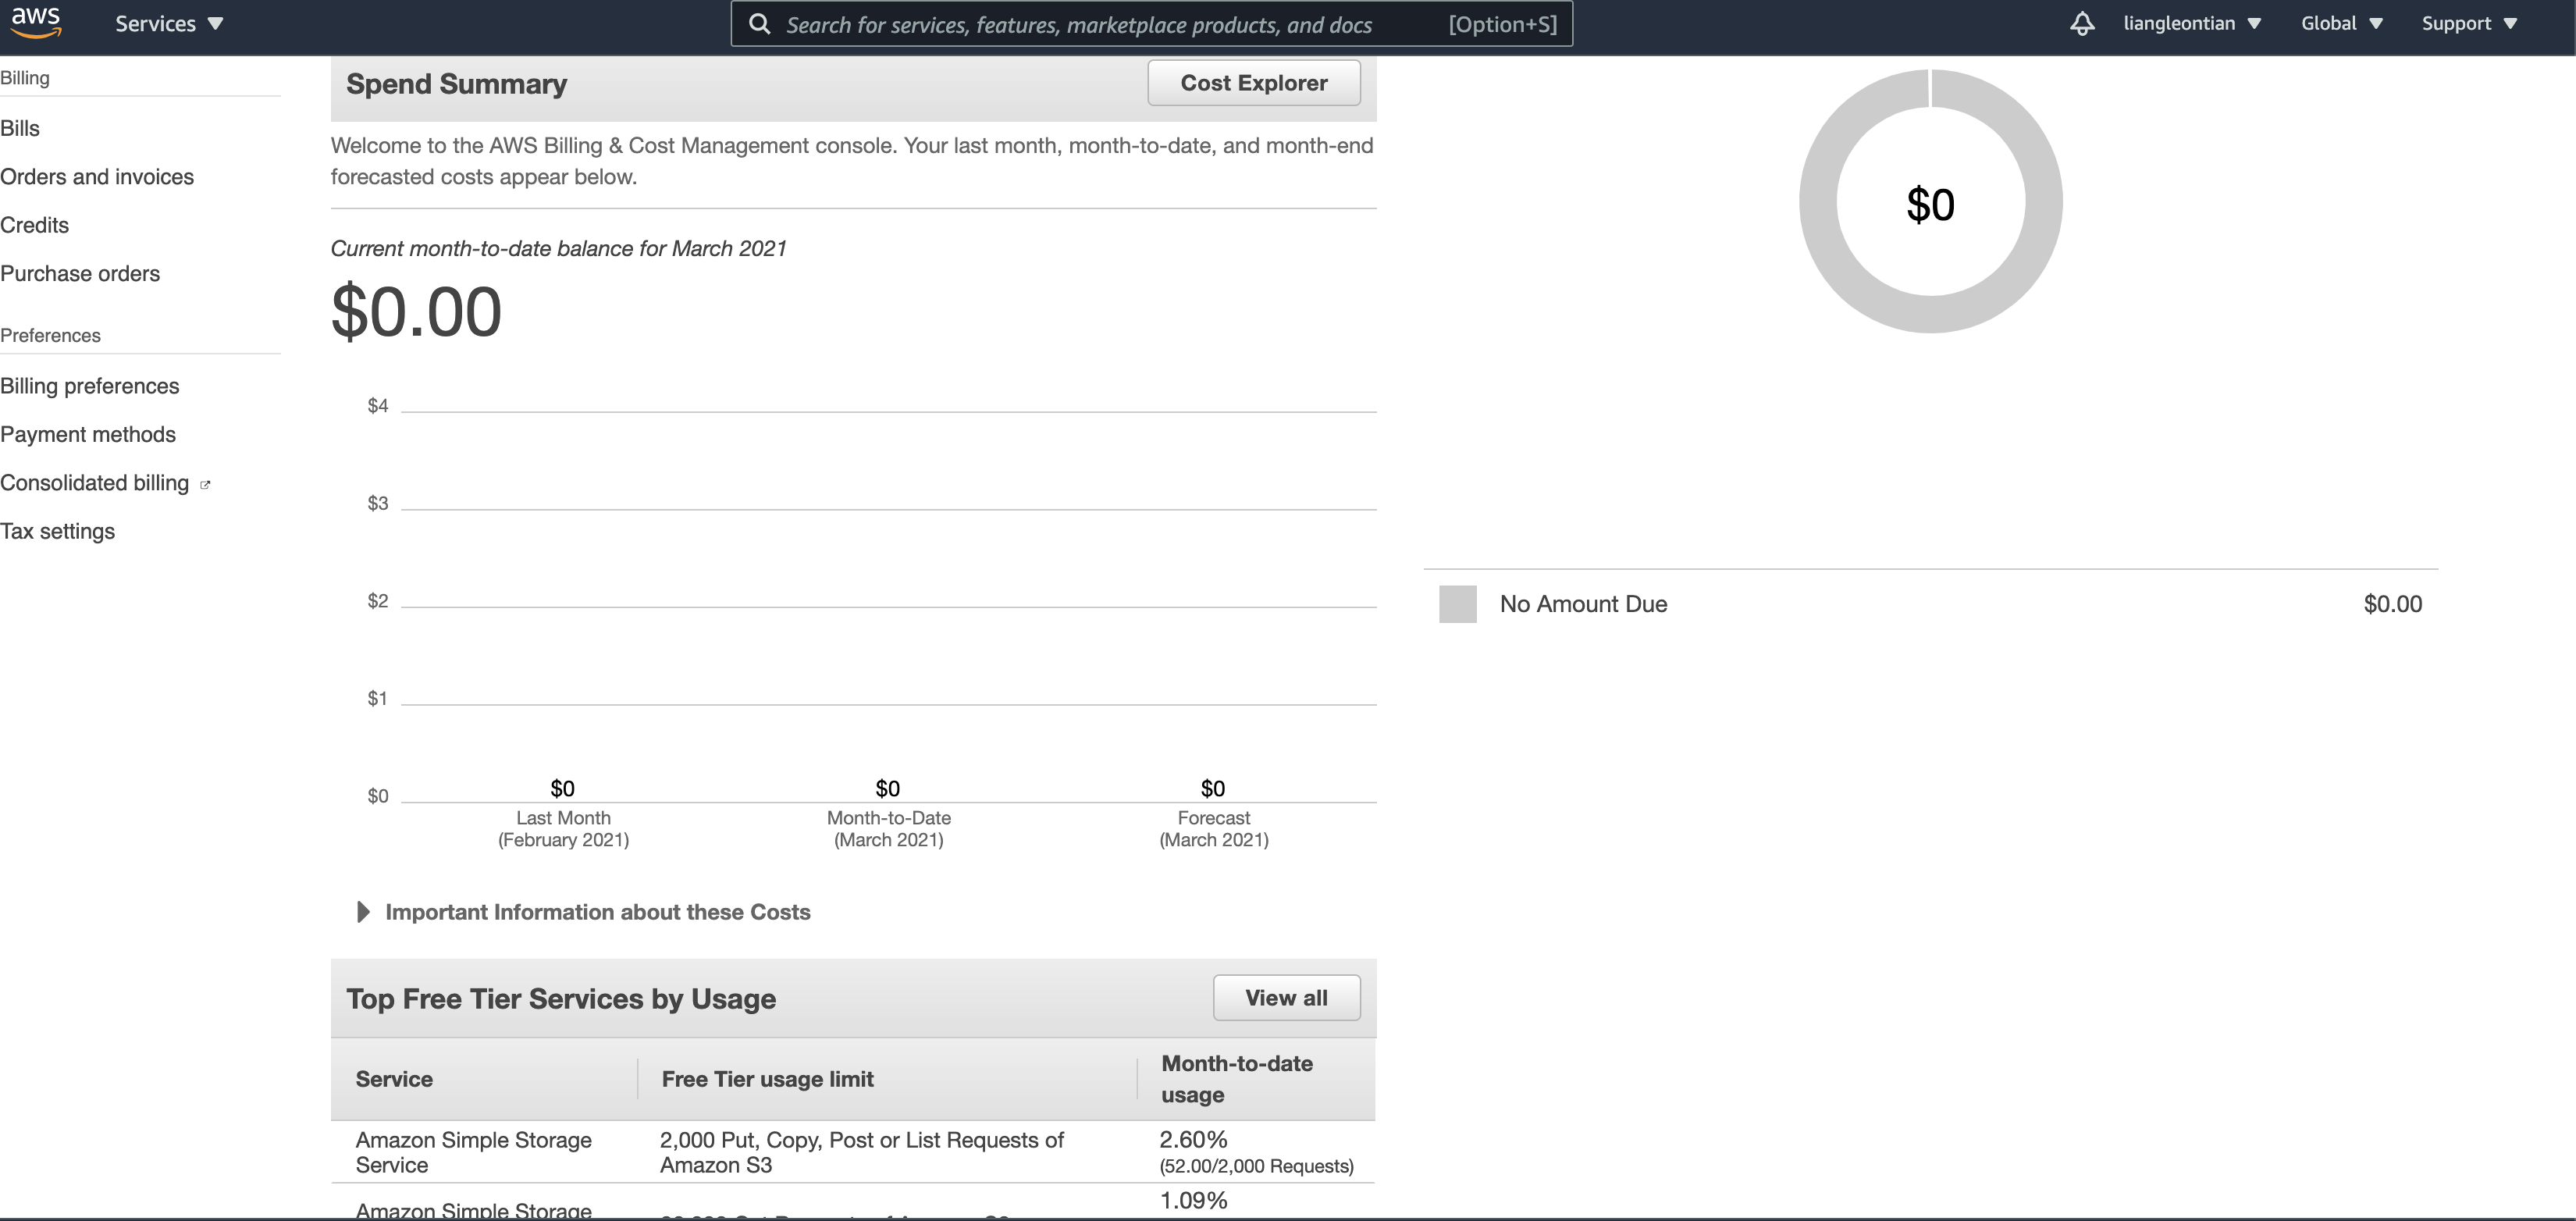 aws
Services
Search for services, features, marketplace products, and docs
[Option+S]
liangleontian
Global
Support
Billing
Bills
Orders and invoices
Credits
Purchase orders
Preferences
Billing preferences
Payment methods
Consolidated billing
Tax settings
Spend Summary
Cost Explorer
Welcome to the AWS Billing & Cost Management console. Your last month, month-to-date, and month-end
forecasted costs appear below.
Current month-to-date balance for March 2021
$0.00
$4
$3
$2
$1
$0
$0
$0
$0
Last Month
(February 2021)
Month-to-Date
(March 2021)
Forecast
(March 2021)
Important Information about these Costs
Top Free Tier Services by Usage
View all
Service
Free Tier usage limit
Month-to-date
usage
Amazon Simple Storage
Service
2,000 Put, Copy, Post or List Requests of
Amazon S3
2.60%
(52.00/2,000 Requests)
Amazon Simple Storage
1.09%
$0
No Amount Due
$0.00